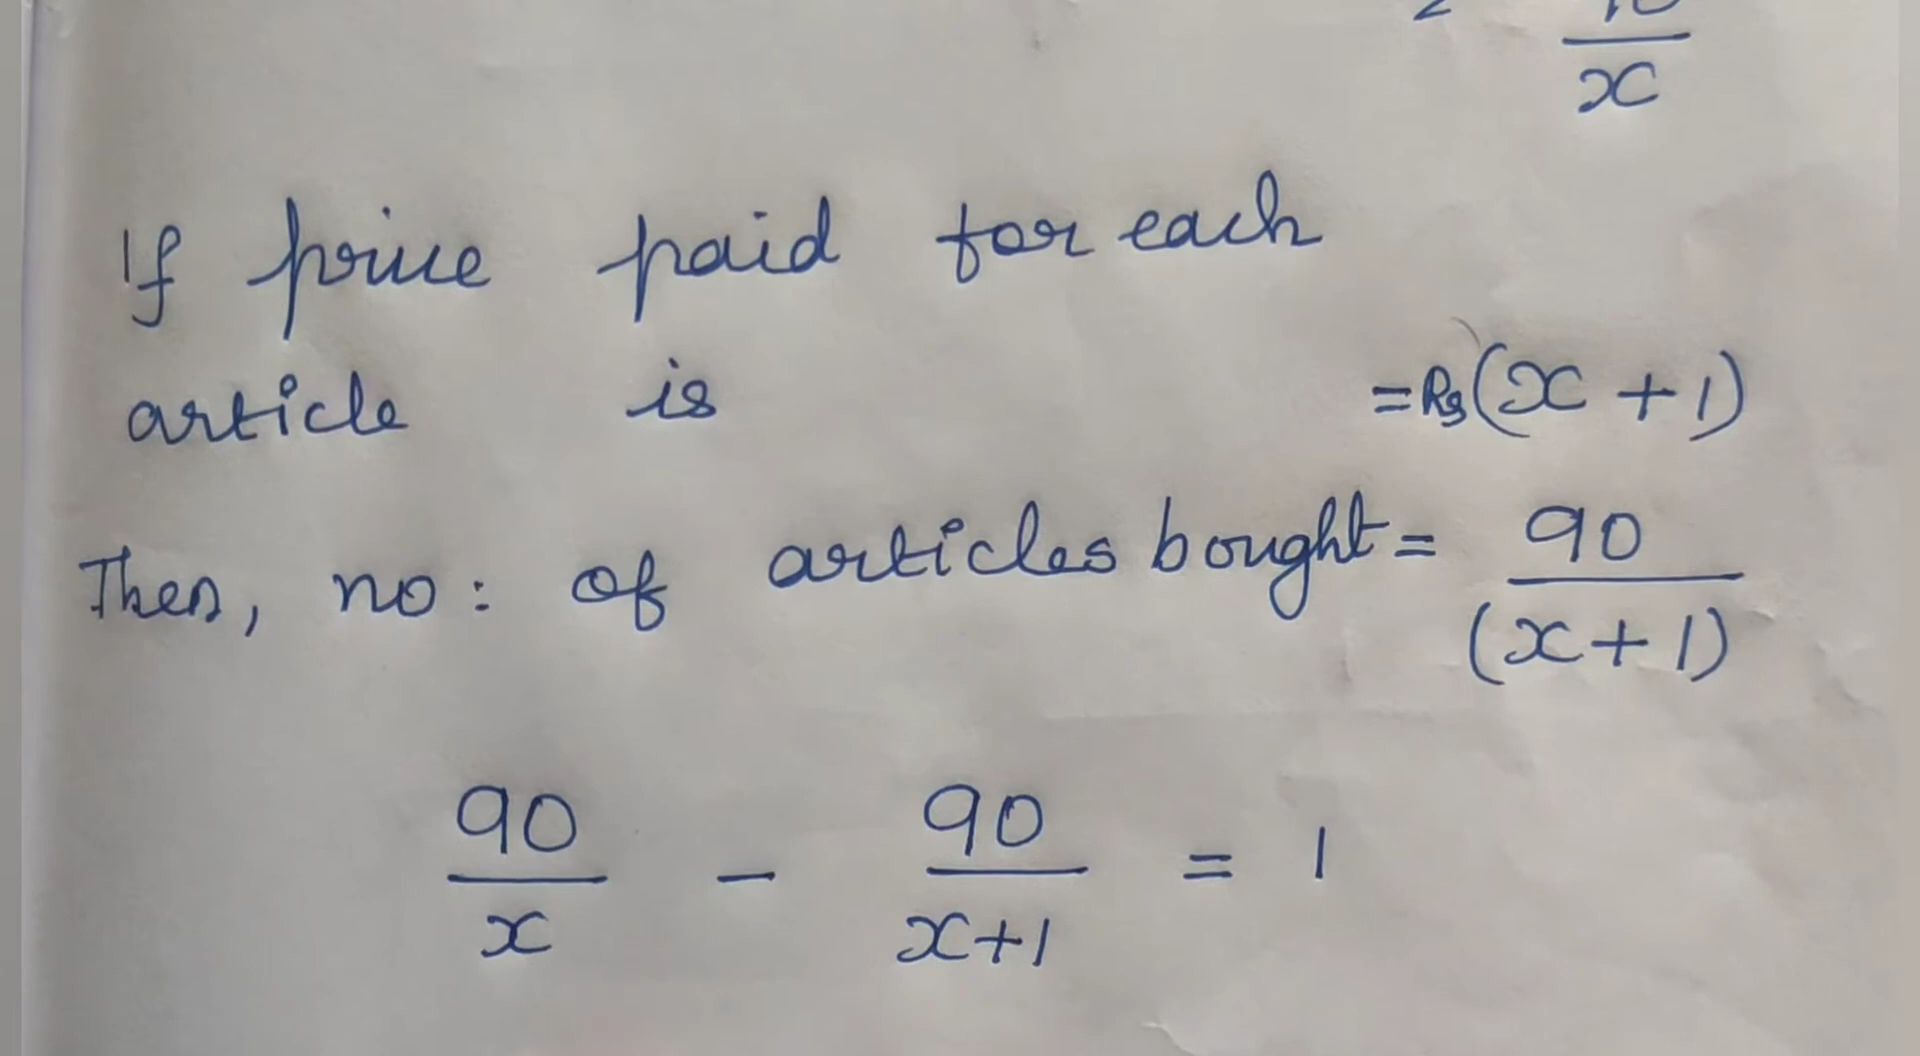 x
If price paid for each
article is =Rs(x + 1)
Then, no: of articles bought = 90/(x+1)
90/x - 90/x+1 = 1